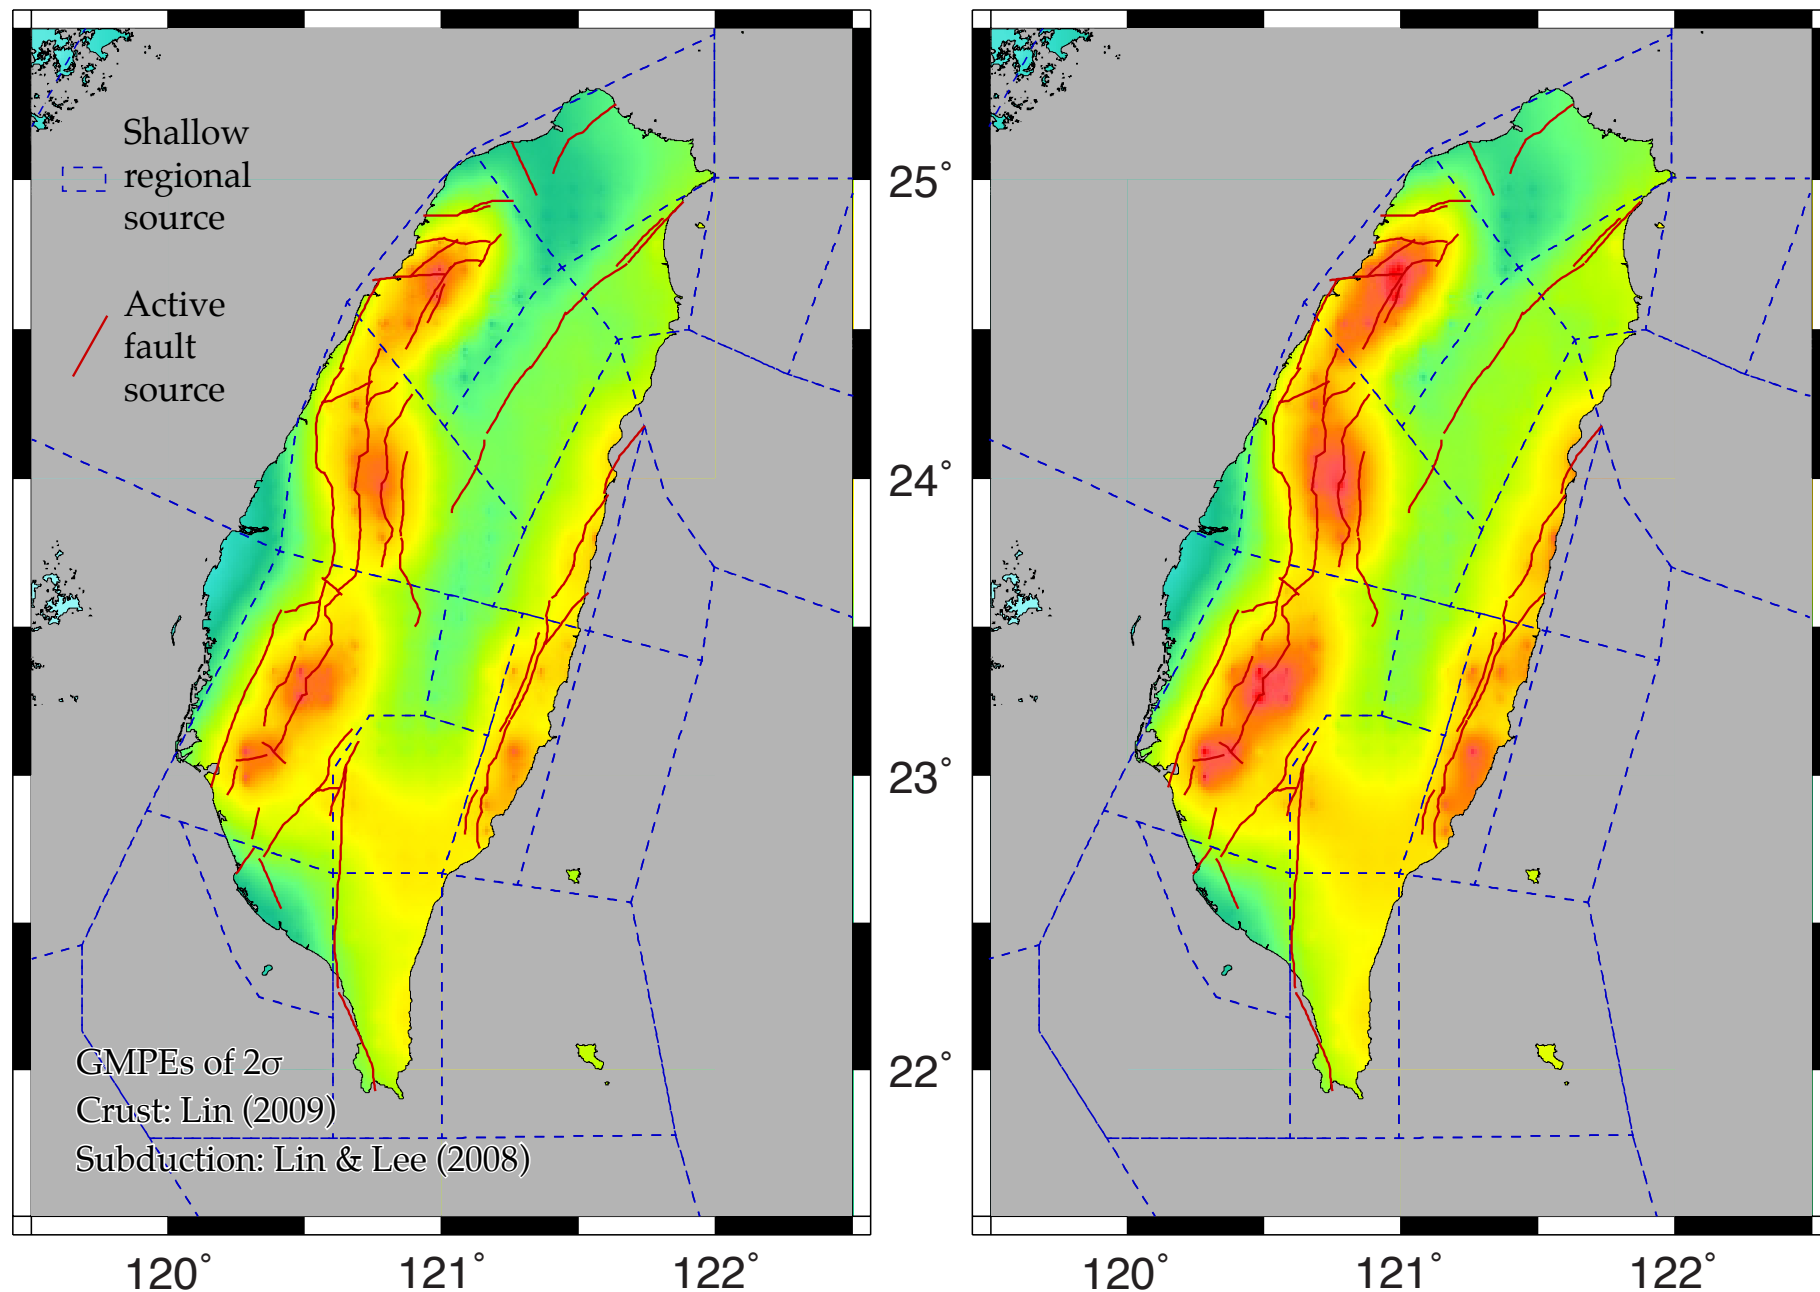 Shallow
regional
source
Active
fault
source
GMPEs of 2σ
Crust: Lin (2009)
Subduction: Lin & Lee (2008)
25°
24°
23°
22°
120°
121°
122°
120°
121°
122°